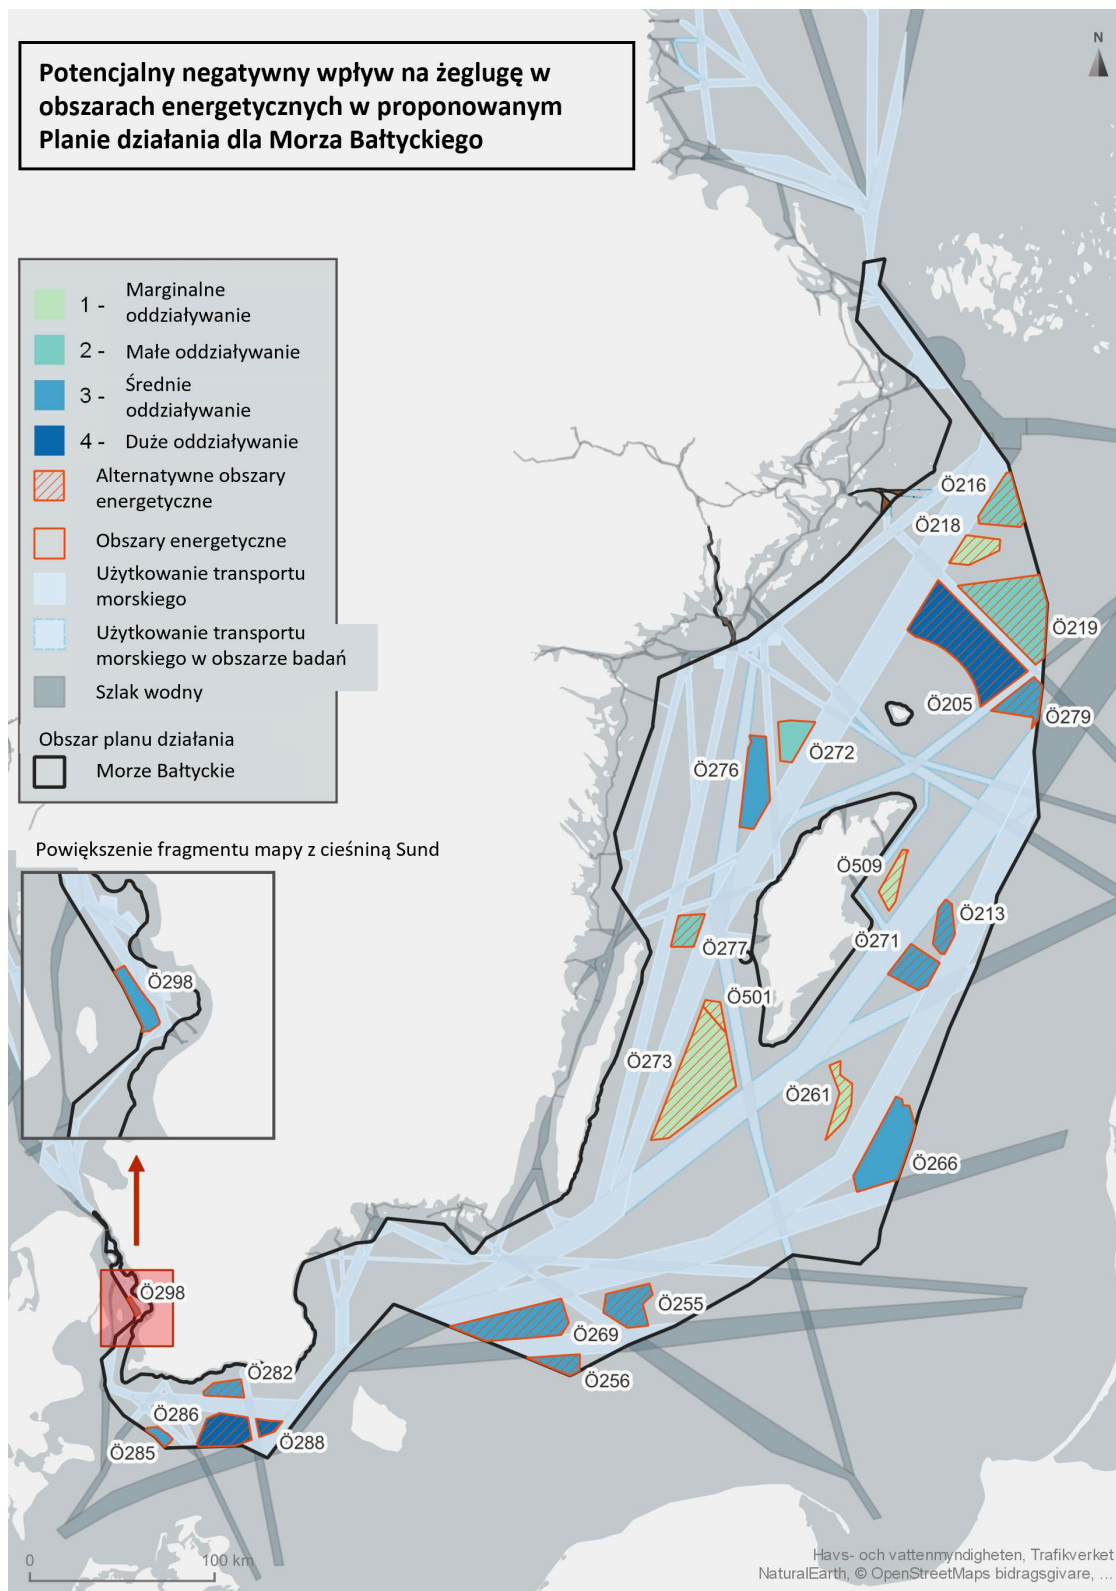 Potencjalny negatywny wpływ na żeglugę w
obszarach energetycznych w proponowanym
Planie działania dla Morza Bałtyckiego
N
1 - Marginalne
oddziaływanie
2 - Małe oddziaływanie
3 - Średnie
oddziaływanie
4 - Duże oddziaływanie
Alternatywne obszary
energetyczne
Obszary energetyczne
Użytkowanie transportu
morskiego
Użytkowanie transportu
morskiego w obszarze badań
Szlak wodny
Obszar planu działania
Morze Bałtyckie
Powiększenie fragmentu mapy z cieśniną Sund
Ö298
Ö216
Ö218
Ö219
Ö205
Ö279
Ö272
Ö276
Ö509
Ö213
Ö271
Ö277
Ö501
Ö273
Ö261
Ö266
Ö298
Ö255
Ö269
Ö256
Ö282
Ö286
Ö288
Ö285
0 100 km
Havs- och vattenmyndigheten, Trafikverket
NaturalEarth, © OpenStreetMaps bidragsgivare, ...